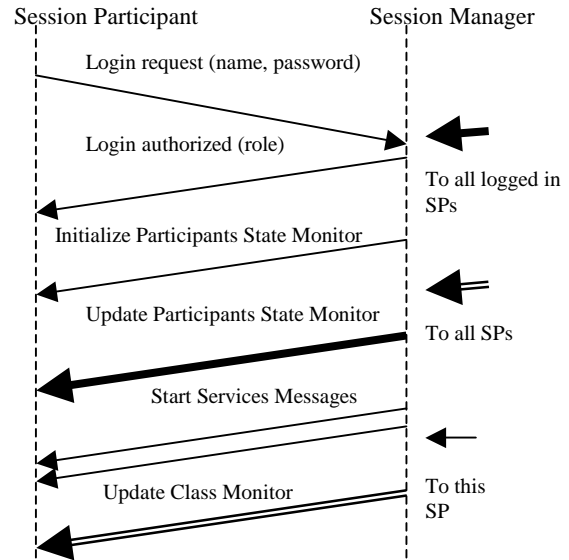 Session Participant
Session Manager
Login request (name, password)
Login authorized (role)
To all logged in
SPs
Initialize Participants State Monitor
Update Participants State Monitor
To all SPs
Start Services Messages
Update Class Monitor
To this
SP